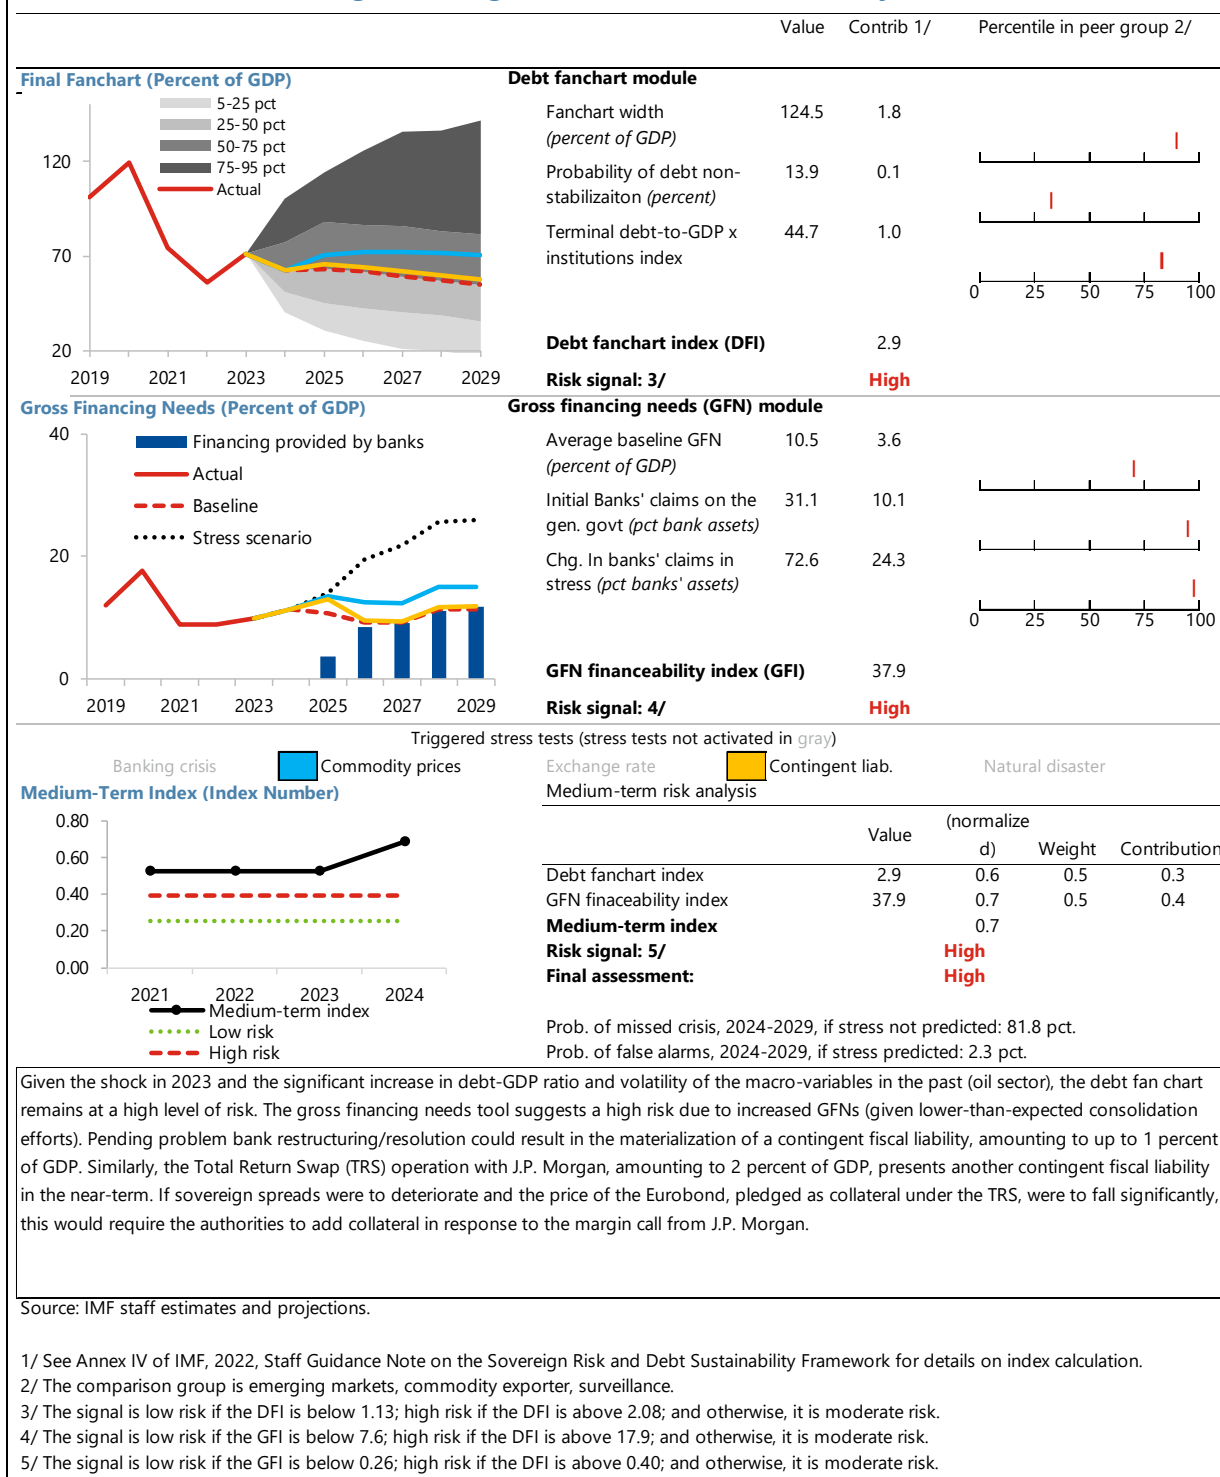 Value Contrib 1/ Percentile in peer group 2/
Final Fanchart (Percent of GDP)
5-25 pct
25-50 pct
50-75 pct
75-95 pct
Actual
120
70
20
2019 2021 2023 2025 2027 2029
Debt fanchart module
Fanchart width 124.5 1.8
(percent of GDP)
Probability of debt non- 13.9 0.1
stabilizaiton (percent)
Terminal debt-to-GDP x 44.7 1.0
institutions index
0 25 50 75 100
Debt fanchart index (DFI) 2.9
Risk signal: 3/ High
Gross Financing Needs (Percent of GDP)
40
Financing provided by banks
Actual
Baseline
Stress scenario
20
0
2019 2021 2023 2025 2027 2029
Gross financing needs (GFN) module
Average baseline GFN 10.5 3.6
(percent of GDP)
Initial Banks' claims on the 31.1 10.1
gen. govt (pct bank assets)
Chg. In banks' claims in 72.6 24.3
stress (pct banks' assets)
0 25 50 75 100
GFN financeability index (GFI) 37.9
Risk signal: 4/ High
Triggered stress tests (stress tests not activated in gray)
Banking crisis Commodity prices Exchange rate Contingent liab. Natural disaster
Medium-Term Index (Index Number)
0.80
0.60
0.40
0.20
0.00
2021 2022 2023 2024
Medium-term index
Low risk
High risk
Medium-term risk analysis
Value (normalize
d) Weight Contribution
Debt fanchart index 2.9 0.6 0.5 0.3
GFN finaceability index 37.9 0.7 0.5 0.4
Medium-term index 0.7
Risk signal: 5/ High
Final assessment: High
Prob. of missed crisis, 2024-2029, if stress not predicted: 81.8 pct.
Prob. of false alarms, 2024-2029, if stress predicted: 2.3 pct.
Given the shock in 2023 and the significant increase in debt-GDP ratio and volatility of the macro-variables in the past (oil sector), the debt fan chart
remains at a high level of risk. The gross financing needs tool suggests a high risk due to increased GFNs (given lower-than-expected consolidation
efforts). Pending problem bank restructuring/resolution could result in the materialization of a contingent fiscal liability, amounting to up to 1 percent
of GDP. Similarly, the Total Return Swap (TRS) operation with J.P. Morgan, amounting to 2 percent of GDP, presents another contingent fiscal liability
in the near-term. If sovereign spreads were to deteriorate and the price of the Eurobond, pledged as collateral under the TRS, were to fall significantly,
this would require the authorities to add collateral in response to the margin call from J.P. Morgan.
Source: IMF staff estimates and projections.
1/ See Annex IV of IMF, 2022, Staff Guidance Note on the Sovereign Risk and Debt Sustainability Framework for details on index calculation.
2/ The comparison group is emerging markets, commodity exporter, surveillance.
3/ The signal is low risk if the DFI is below 1.13; high risk if the DFI is above 2.08; and otherwise, it is moderate risk.
4/ The signal is low risk if the GFI is below 7.6; high risk if the DFI is above 17.9; and otherwise, it is moderate risk.
5/ The signal is low risk if the GFI is below 0.26; high risk if the DFI is above 0.40; and otherwise, it is moderate risk.